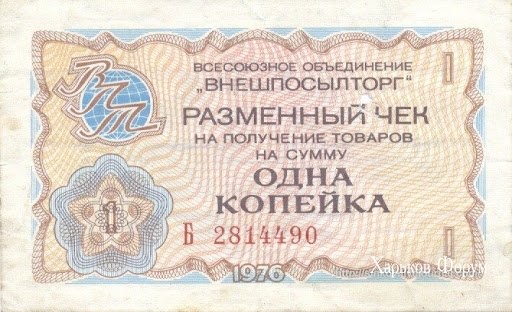 ВПТ
ВСЕСОЮЗНОЕ ОБЪЕДИНЕНИЕ
„ВНЕШПОСЫЛТОРГ"
РАЗМЕННЫЙ ЧЕК
НА ПОЛУЧЕНИЕ ТОВАРОВ
НА СУММУ
ОДНА
КОПЕЙКА
1
1
1
Б 2814490
1976
Харьков Форум